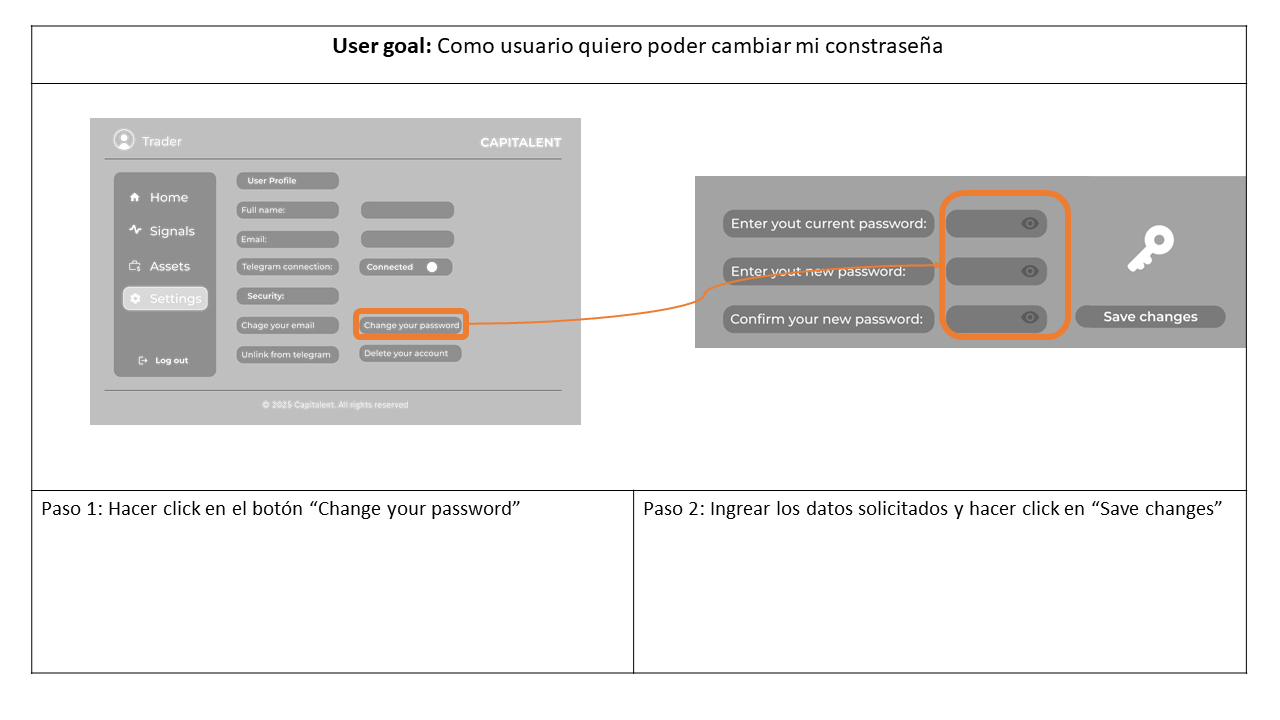 User goal: Como usuario quiero poder cambiar mi constraseña
Trader
CAPITALENT
Home
Signals
Assets
Settings
Log out
User Profile
Full name:
Email:
Telegram connection:
Connected
Security:
Chage your email
Change your password
Unlink from telegram
Delete your account
© 2025 Capitalent. All rights reserved
Enter yout current password:
Enter yout new password:
Confirm your new password:
Save changes
Paso 1: Hacer click en el botón “Change your password”
Paso 2: Ingrear los datos solicitados y hacer click en “Save changes”